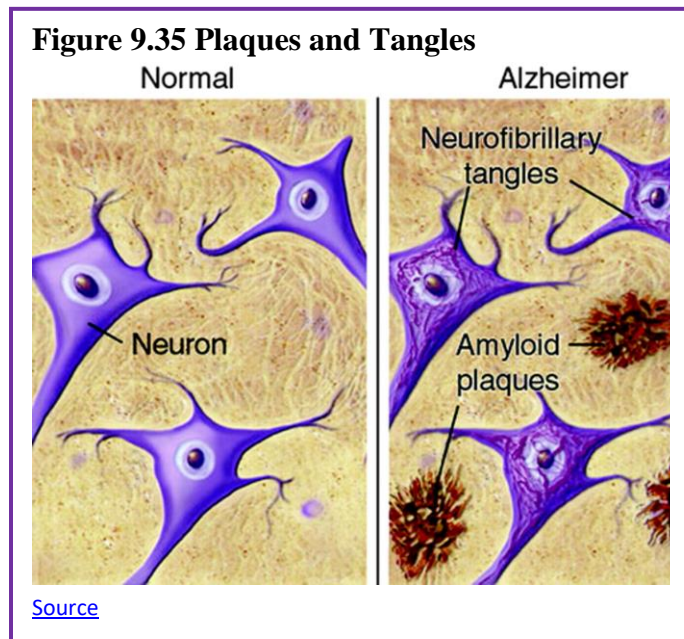 Figure 9.35 Plaques and Tangles
Normal
Alzheimer
Neurofibrillary
tangles
Neuron
Amyloid
plaques
Source